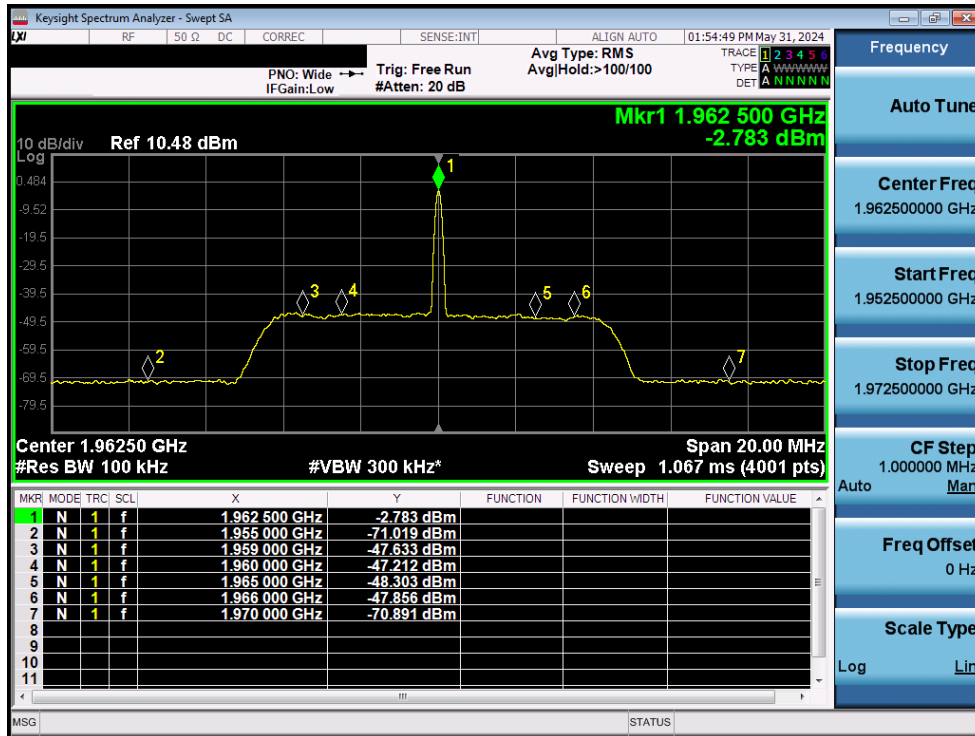 Keysight Spectrum Analyzer - Swept SA
LXI RF 50 Ω DC CORREC SENSE:INT ALIGN AUTO 01:54:49 PM May 31, 2024
PNO: Wide Trig: Free Run Avg Type: RMS TRACE 1 2 3 4 5 6
IFGain:Low #Atten: 20 dB Avg|Hold:>100/100 TYPE A WWWWW
DET A N N N N N
Mkr1 1.962 500 GHz
-2.783 dBm
10 dB/div Ref 10.48 dBm
Log
1
0.484
-9.52
-19.5
-29.5
-39.5
3 4 5 6
-49.5
-59.5
2 7
-69.5
-79.5
Center 1.96250 GHz Span 20.00 MHz
#Res BW 100 kHz #VBW 300 kHz* Sweep 1.067 ms (4001 pts)
MKR MODE TRC SCL X Y FUNCTION FUNCTION WIDTH FUNCTION VALUE
1 N 1 f 1.962 500 GHz -2.783 dBm
2 N 1 f 1.955 000 GHz -71.019 dBm
3 N 1 f 1.959 000 GHz -47.633 dBm
4 N 1 f 1.960 000 GHz -47.212 dBm
5 N 1 f 1.965 000 GHz -48.303 dBm
6 N 1 f 1.966 000 GHz -47.856 dBm
7 N 1 f 1.970 000 GHz -70.891 dBm
8
9
10
11
MSG STATUS
Frequency
Auto Tune
Center Freq
1.962500000 GHz
Start Freq
1.952500000 GHz
Stop Freq
1.972500000 GHz
CF Step
1.000000 MHz
Auto Man
Freq Offset
0 Hz
Scale Type
Log Lin